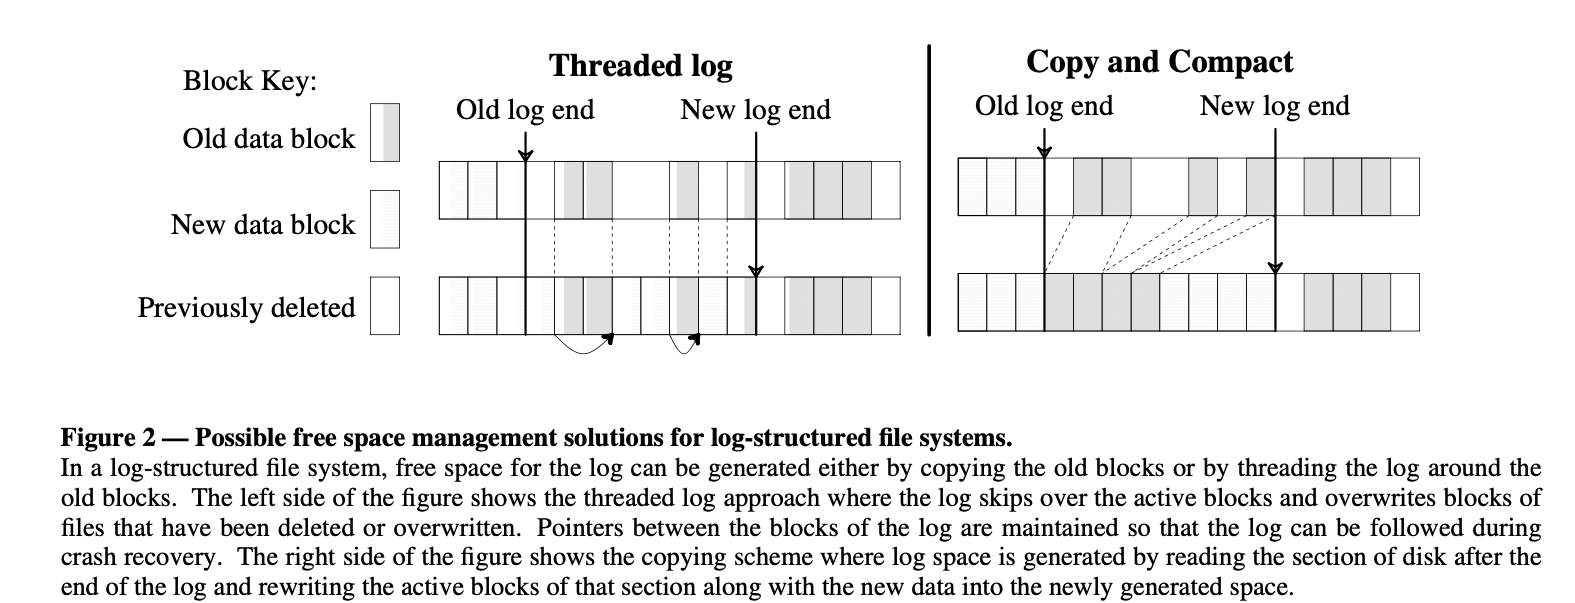 Block Key:
Old data block
New data block
Previously deleted
Threaded log
Old log end
New log end
Copy and Compact
Old log end
New log end
Figure 2 — Possible free space management solutions for log-structured file systems.
In a log-structured file system, free space for the log can be generated either by copying the old blocks or by threading the log around the
old blocks. The left side of the figure shows the threaded log approach where the log skips over the active blocks and overwrites blocks of
files that have been deleted or overwritten. Pointers between the blocks of the log are maintained so that the log can be followed during
crash recovery. The right side of the figure shows the copying scheme where log space is generated by reading the section of disk after the
end of the log and rewriting the active blocks of that section along with the new data into the newly generated space.